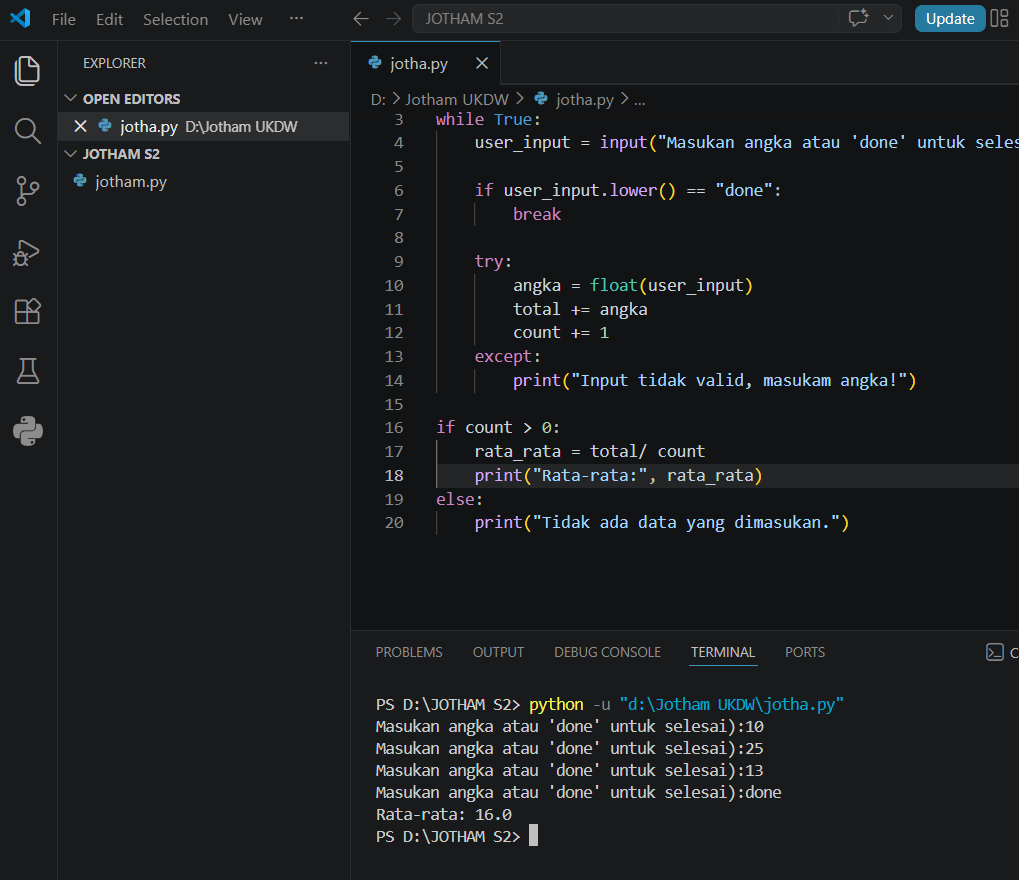 File Edit Selection View ... JOTHAM S2 Update
EXPLORER ...
jotha.py
OPEN EDITORS
jotha.py D:\Jotham UKDW
JOTHAM S2
jotham.py
D: > Jotham UKDW > jotha.py > ...
3 while True:
4 user_input = input("Masukan angka atau 'done' untuk seles
5
6 if user_input.lower() == "done":
7 break
8
9 try:
10 angka = float(user_input)
11 total += angka
12 count += 1
13 except:
14 print("Input tidak valid, masukam angka!")
15
16 if count > 0:
17 rata_rata = total/ count
18 print("Rata-rata:", rata_rata)
19 else:
20 print("Tidak ada data yang dimasukan.")
PROBLEMS OUTPUT DEBUG CONSOLE TERMINAL PORTS C
PS D:\JOTHAM S2> python -u "d:\Jotham UKDW\jotha.py"
Masukan angka atau 'done' untuk selesai):10
Masukan angka atau 'done' untuk selesai):25
Masukan angka atau 'done' untuk selesai):13
Masukan angka atau 'done' untuk selesai):done
Rata-rata: 16.0
PS D:\JOTHAM S2>